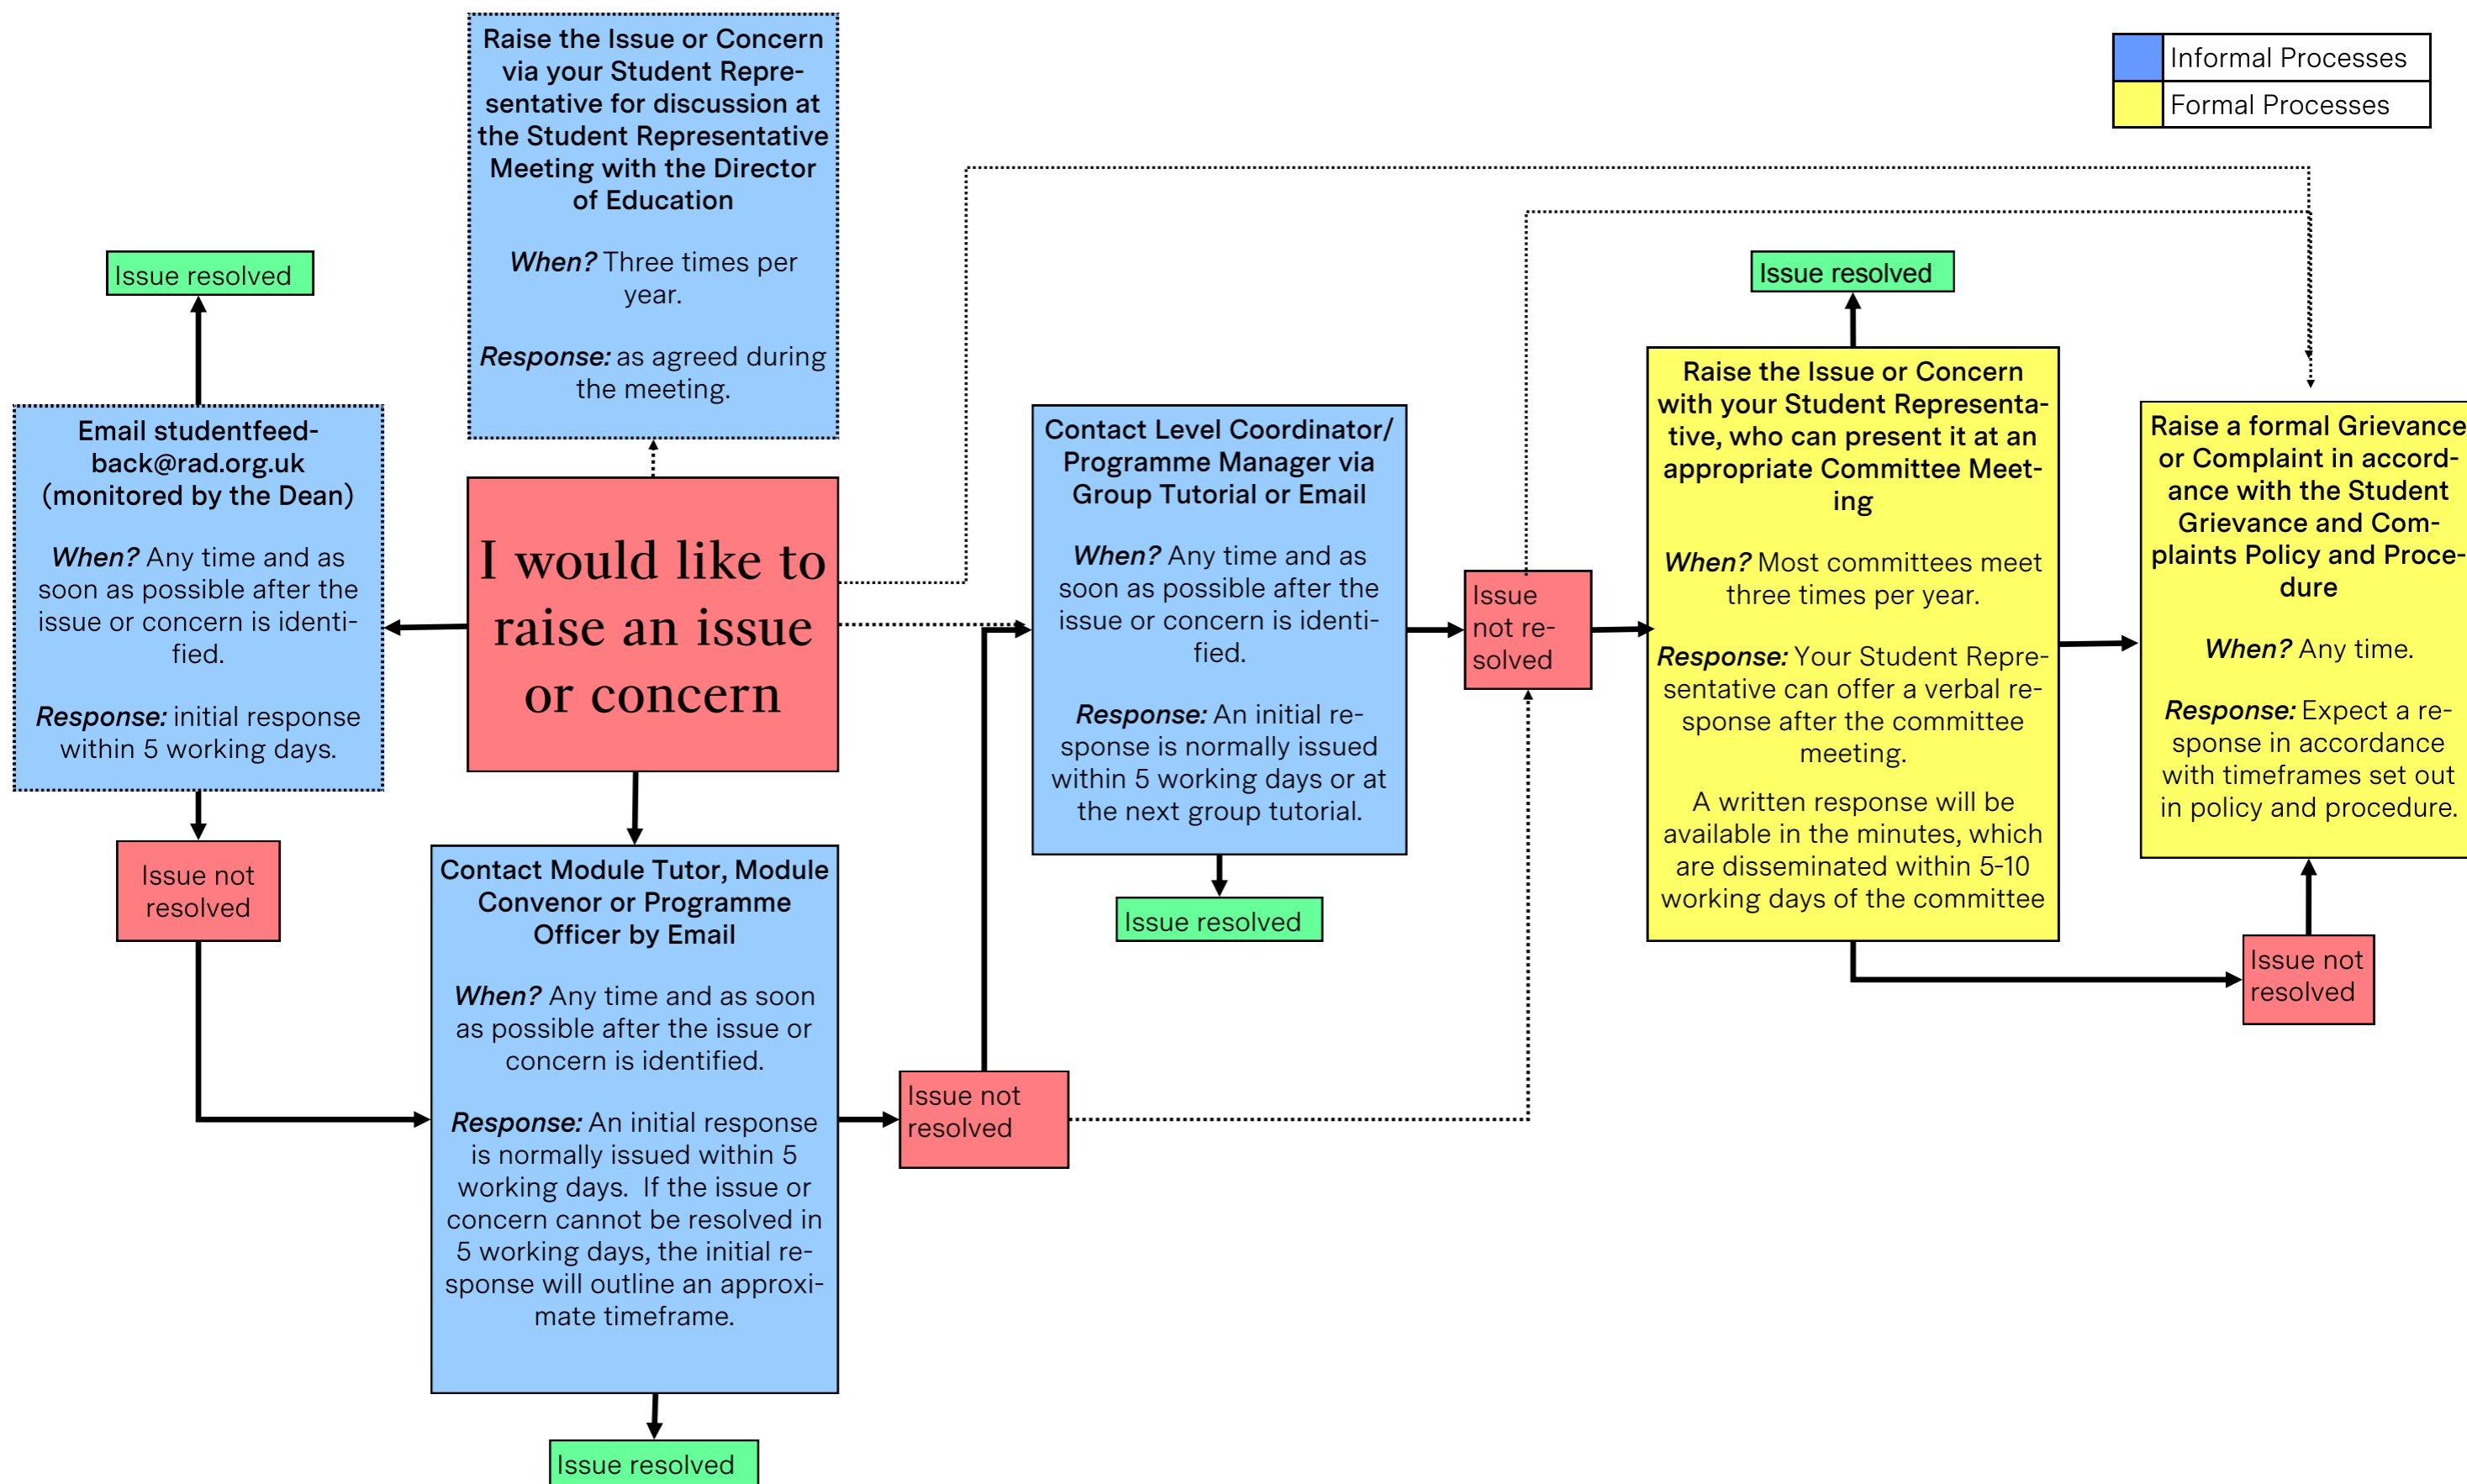 Raise the Issue or Concern
via your Student Repre-
sentative for discussion at
the Student Representative
Meeting with the Director
of Education
When? Three times per
year.
Response: as agreed during
the meeting.
Informal Processes
Formal Processes
Issue resolved
Email studentfeed-
back@rad.org.uk
(monitored by the Dean)
When? Any time and as
soon as possible after the
issue or concern is identi-
fied.
Response: initial response
within 5 working days.
Issue not
resolved
I would like to
raise an issue
or concern
Contact Module Tutor, Module
Convenor or Programme
Officer by Email
When? Any time and as soon
as possible after the issue or
concern is identified.
Response: An initial response
is normally issued within 5
working days.  If the issue or
concern cannot be resolved in
5 working days, the initial re-
sponse will outline an approxi-
mate timeframe.
Issue resolved
Issue not
resolved
Contact Level Coordinator/
Programme Manager via
Group Tutorial or Email
When? Any time and as
soon as possible after the
issue or concern is identi-
fied.
Response: An initial re-
sponse is normally issued
within 5 working days or at
the next group tutorial.
Issue resolved
Issue
not re-
solved
Issue resolved
Raise the Issue or Concern
with your Student Representa-
tive, who can present it at an
appropriate Committee Meet-
ing
When? Most committees meet
three times per year.
Response: Your Student Repre-
sentative can offer a verbal re-
sponse after the committee
meeting.
A written response will be
available in the minutes, which
are disseminated within 5-10
working days of the committee
Raise a formal Grievance
or Complaint in accord-
ance with the Student
Grievance and Com-
plaints Policy and Proce-
dure
When? Any time.
Response: Expect a re-
sponse in accordance
with timeframes set out
in policy and procedure.
Issue not
resolved